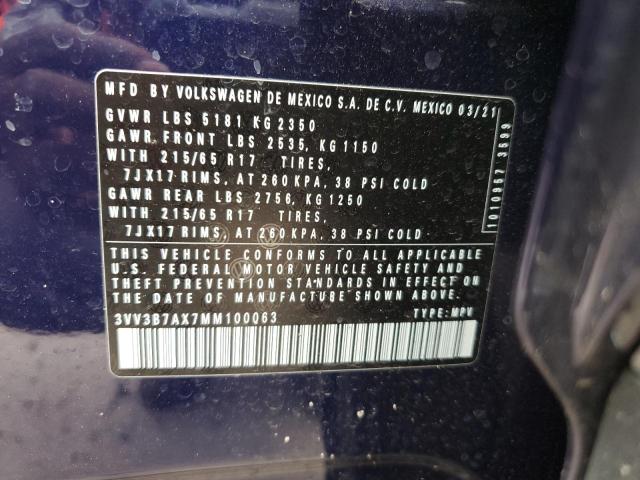 MFD BY VOLKSWAGEN DE MEXICO S.A. DE C.V. MEXICO 03/21
GVWR LBS 5181 KG 2350
GAWR FRONT LBS 2535, KG 1150
WITH 215/65 R17 TIRES,
7JX17 RIMS, AT 260 KPA, 38 PSI COLD
GAWR REAR LBS 2756, KG 1250
WITH 215/65 R17 TIRES,
7JX17 RIMS, AT 260 KPA, 38 PSI COLD
THIS VEHICLE CONFORMS TO ALL APPLICABLE
U.S. FEDERAL MOTOR VEHICLE SAFETY AND
THEFT PREVENTION STANDARDS IN EFFECT ON
THE DATE OF MANUFACTURE SHOWN ABOVE.
3VV3B7AX7MM100063 TYPE: MPV
1010957 3599